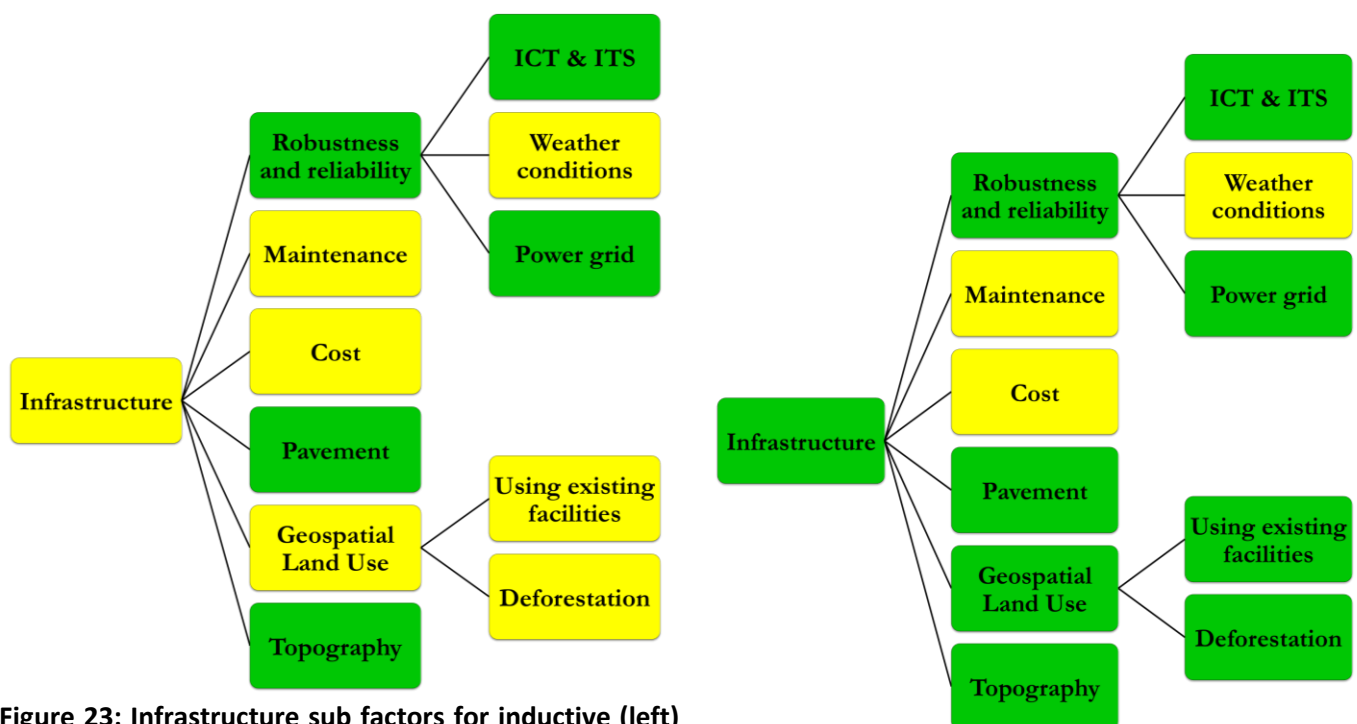 ICT & ITS
Robustness
and reliability
Weather
conditions
Maintenance
Power grid
Cost
Infrastructure
Pavement
Using existing
facilities
Geospatial
Land Use
Deforestation
Topography
ICT & ITS
Robustness
and reliability
Weather
conditions
Maintenance
Power grid
Cost
Infrastructure
Pavement
Using existing
facilities
Geospatial
Land Use
Deforestation
Topography
Figure 23: Infrastructure sub factors for inductive (left)